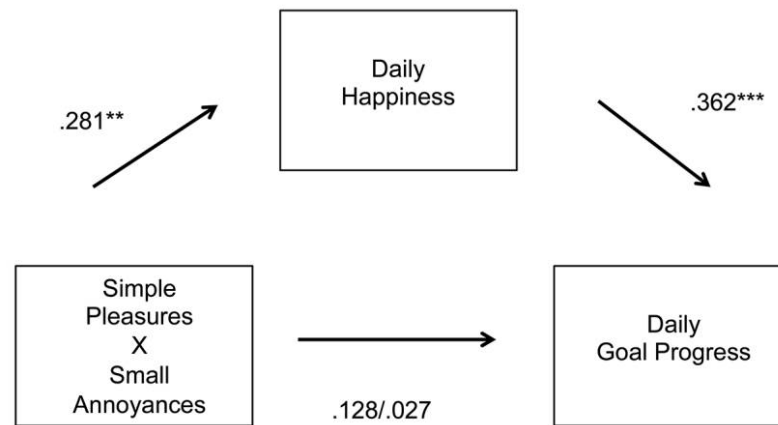 Daily
Happiness
.281**
.362***
Simple
Pleasures
X
Small
Annoyances
Daily
Goal Progress
.128/.027